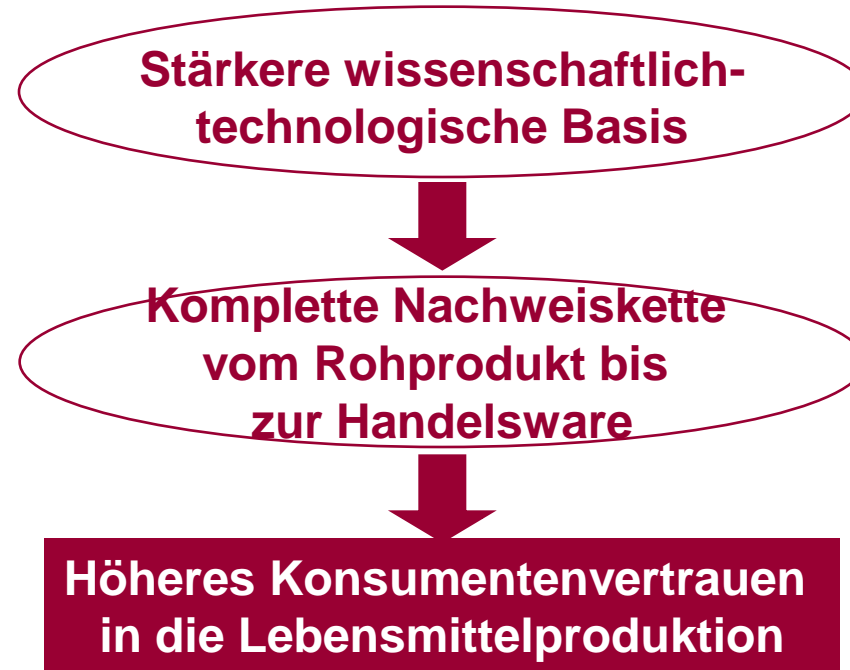 Stärkere wissenschaftlich-
technologische Basis
Komplette Nachweiskette
vom Rohprodukt bis
zur Handelsware
Höheres Konsumentenvertrauen
in die Lebensmittelproduktion